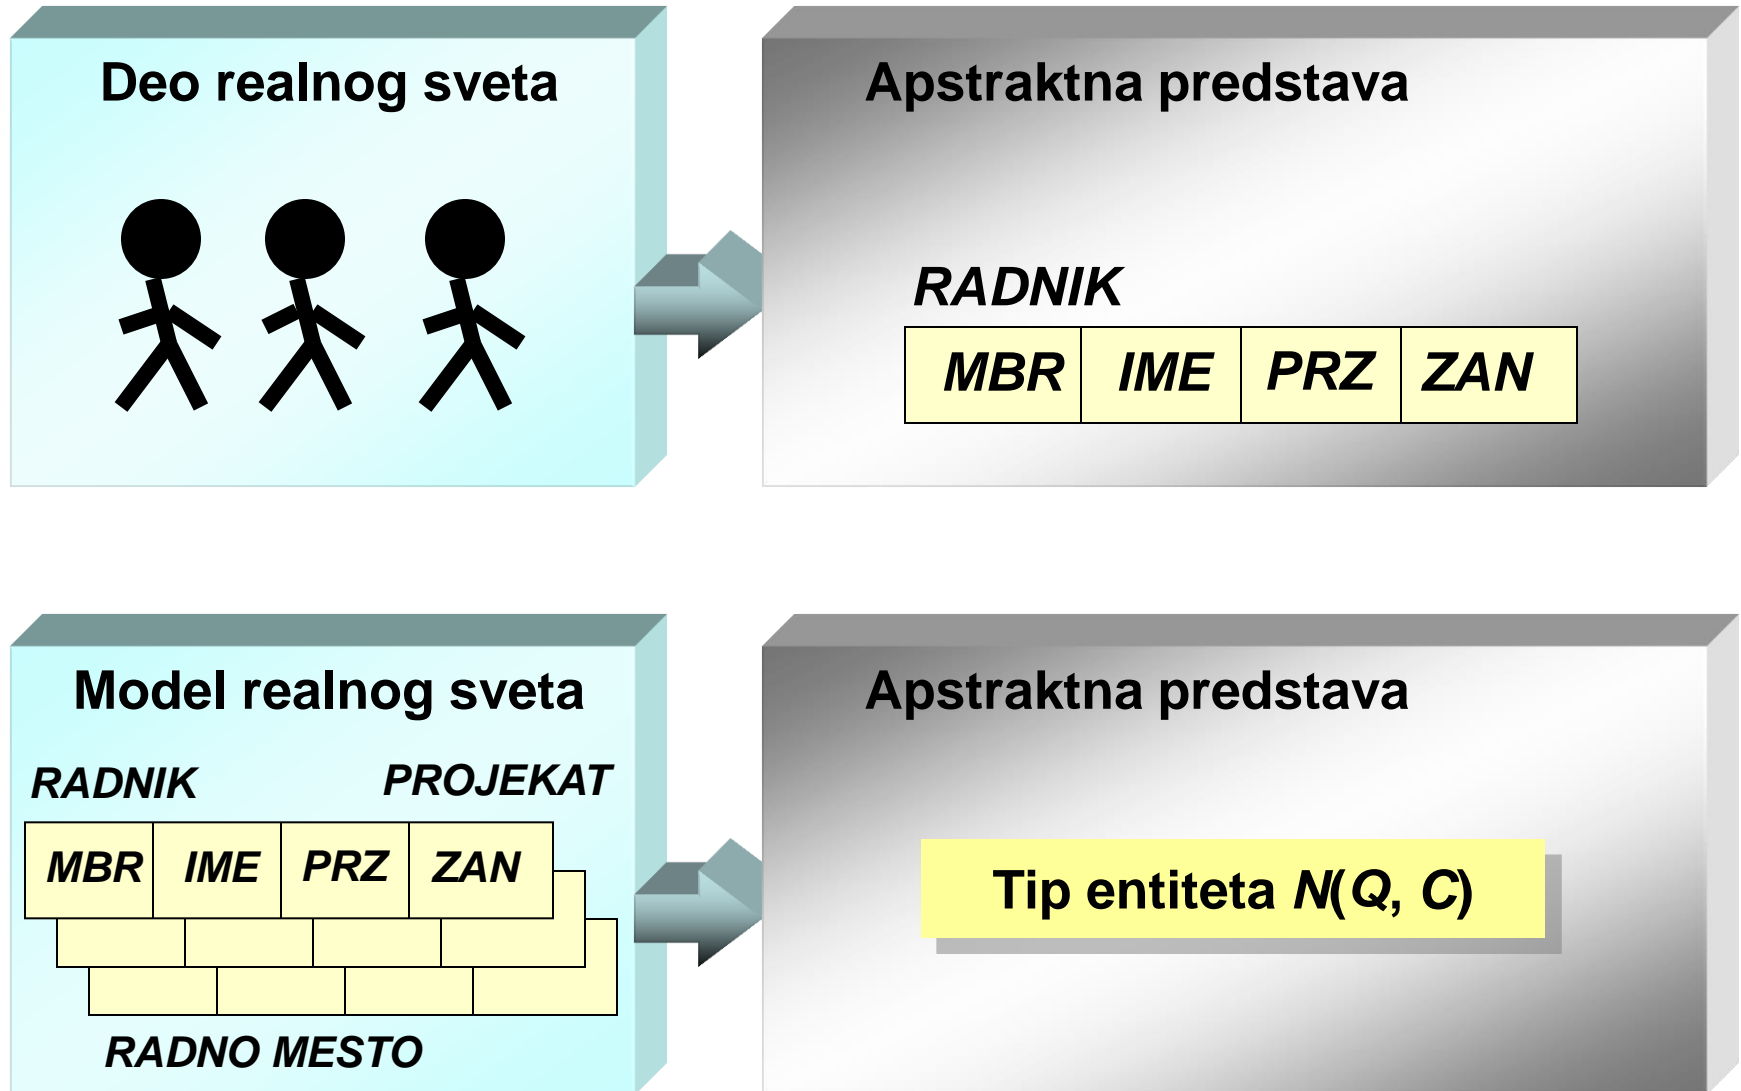 Deo realnog sveta
Apstraktna predstava
RADNIK
MBR IME PRZ ZAN
Model realnog sveta
RADNIK PROJEKAT
MBR IME PRZ ZAN
RADNO MESTO
Apstraktna predstava
Tip entiteta N(Q, C)